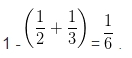 1 - (1/2 + 1/3) = 1/6 .